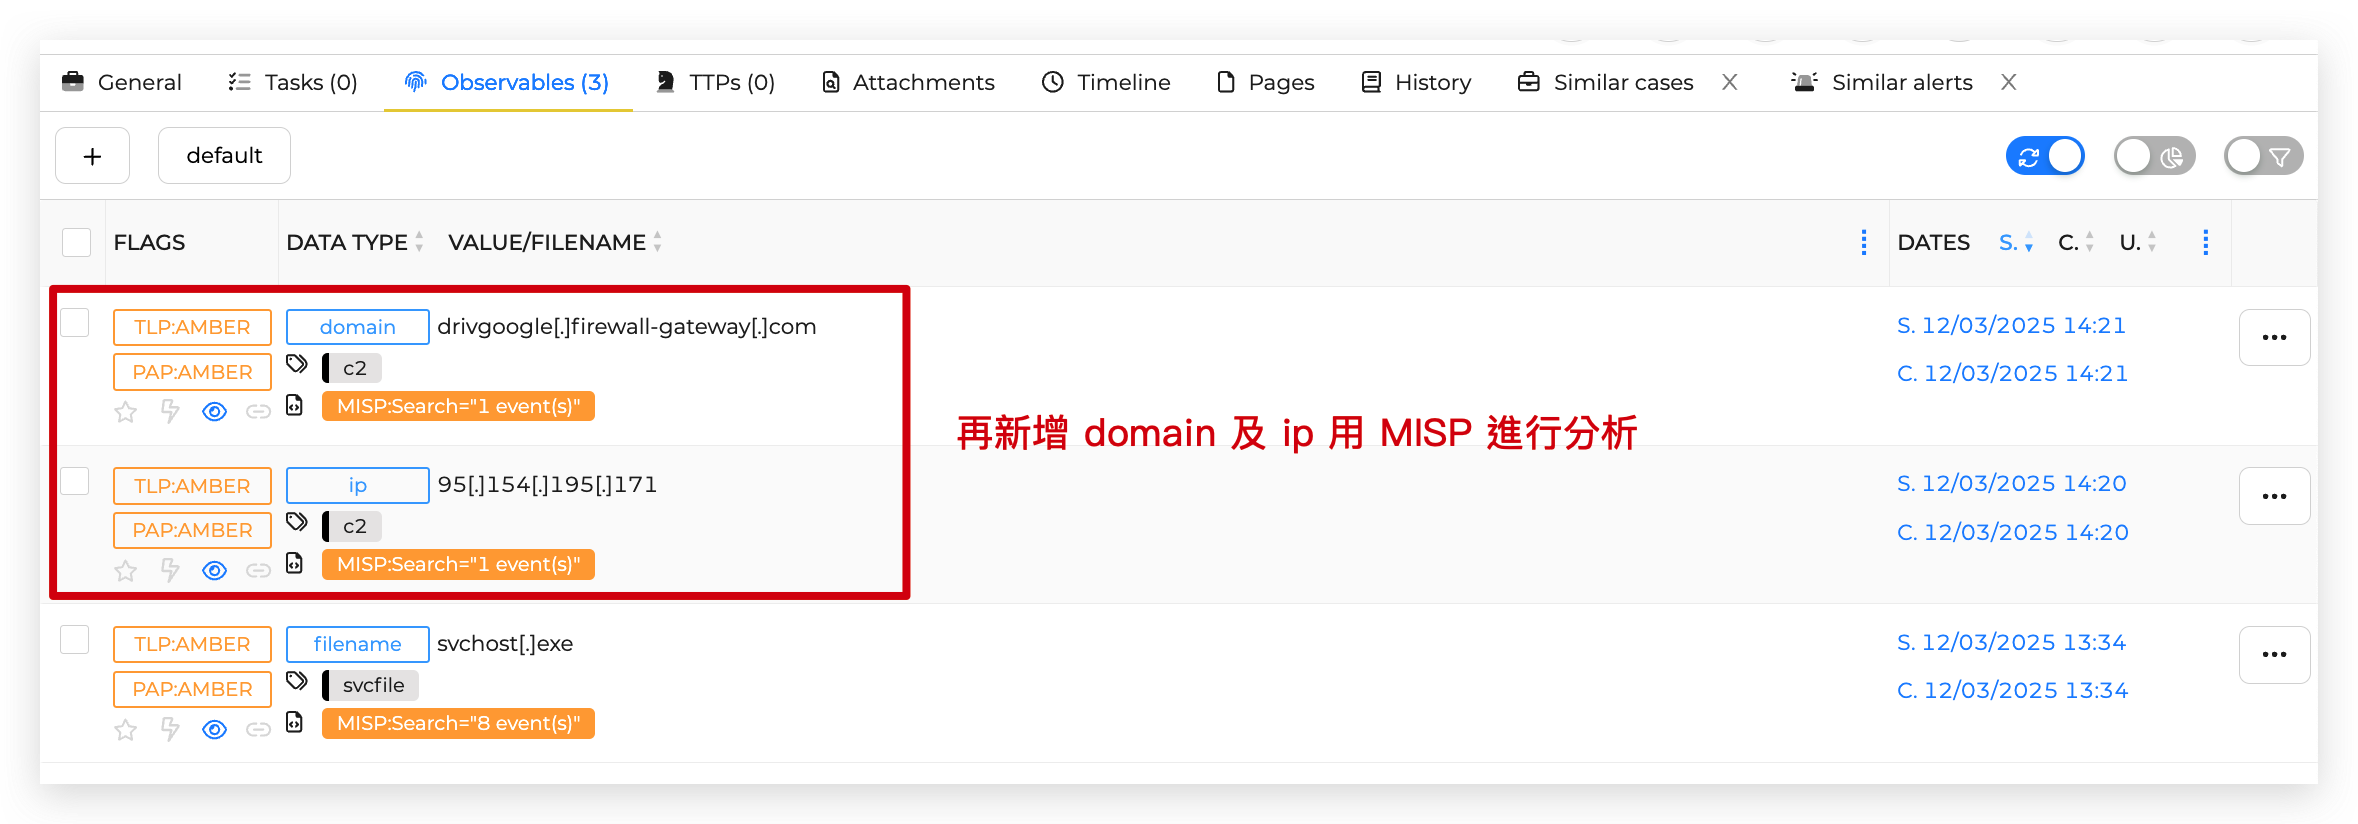 General Tasks (0) Observables (3) TTPs (0) Attachments Timeline Pages History Similar cases X Similar alerts X
+ default
FLAGS DATA TYPE VALUE/FILENAME DATES S. C. U.
TLP:AMBER domain drivgoogle[.]firewall-gateway[.]com S. 12/03/2025 14:21
PAP:AMBER c2 C. 12/03/2025 14:21
MISP:Search="1 event(s)"
再新增 domain 及 ip 用 MISP 進行分析
TLP:AMBER ip 95[.]154[.]195[.]171 S. 12/03/2025 14:20
PAP:AMBER c2 C. 12/03/2025 14:20
MISP:Search="1 event(s)"
TLP:AMBER filename svchost[.]exe S. 12/03/2025 13:34
PAP:AMBER svcfile C. 12/03/2025 13:34
MISP:Search="8 event(s)"